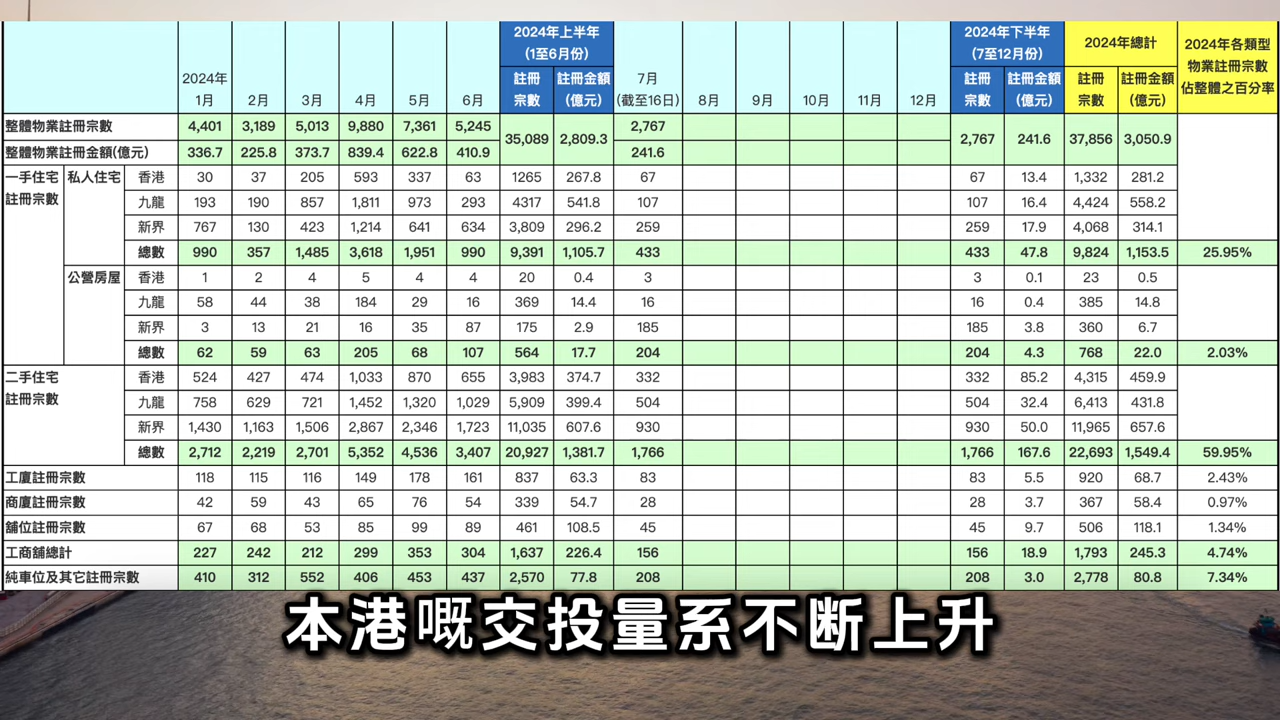 2024年上半年 2024年下半年 2024年總計 2024年各類型
(1至6月份) (7至12月份) 物業註冊宗數
2024年 註冊 註冊金額 7月 註冊 註冊金額 註冊 註冊金額 佔整體之百分率
1月 2月 3月 4月 5月 6月 宗數 (億元) (截至16日) 8月 9月 10月 11月 12月 宗數 (億元) 宗數 (億元)
整體物業註冊宗數 4,401 3,189 5,013 9,880 7,361 5,245 35,089 2,809.3 2,767 2,767 241.6 37,856 3,050.9
整體物業註冊金額(億元) 336.7 225.8 373.7 839.4 622.8 410.9 241.6
一手住宅 私人住宅 香港 30 37 205 593 337 63 1265 267.8 67 67 13.4 1,332 281.2
註冊宗數 九龍 193 190 857 1,811 973 293 4317 541.8 107 107 16.4 4,424 558.2
新界 767 130 423 1,214 641 634 3,809 296.2 259 259 17.9 4,068 314.1
總數 990 357 1,485 3,618 1,951 990 9,391 1,105.7 433 433 47.8 9,824 1,153.5 25.95%
公營房屋 香港 1 2 4 5 4 4 20 0.4 3 3 0.1 23 0.5
九龍 58 44 38 184 29 16 369 14.4 16 16 0.4 385 14.8
新界 3 13 21 16 35 87 175 2.9 185 185 3.8 360 6.7
總數 62 59 63 205 68 107 564 17.7 204 204 4.3 768 22.0 2.03%
二手住宅 香港 524 427 474 1,033 870 655 3,983 374.7 332 332 85.2 4,315 459.9
註冊宗數 九龍 758 629 721 1,452 1,320 1,029 5,909 399.4 504 504 32.4 6,413 431.8
新界 1,430 1,163 1,506 2,867 2,346 1,723 11,035 607.6 930 930 50.0 11,965 657.6
總數 2,712 2,219 2,701 5,352 4,536 3,407 20,927 1,381.7 1,766 1,766 167.6 22,693 1,549.4 59.95%
工廈註冊宗數 118 115 116 149 178 161 837 63.3 83 83 5.5 920 68.7 2.43%
商廈註冊宗數 42 59 43 65 76 54 339 54.7 28 28 3.7 367 58.4 0.97%
舖位註冊宗數 67 68 53 85 99 89 461 108.5 45 45 9.7 506 118.1 1.34%
工商舖總計 227 242 212 299 353 304 1,637 226.4 156 156 18.9 1,793 245.3 4.74%
純車位及其它註冊宗數 410 312 552 406 453 437 2,570 77.8 208 208 3.0 2,778 80.8 7.34%
本港嘅交投量系不断上升